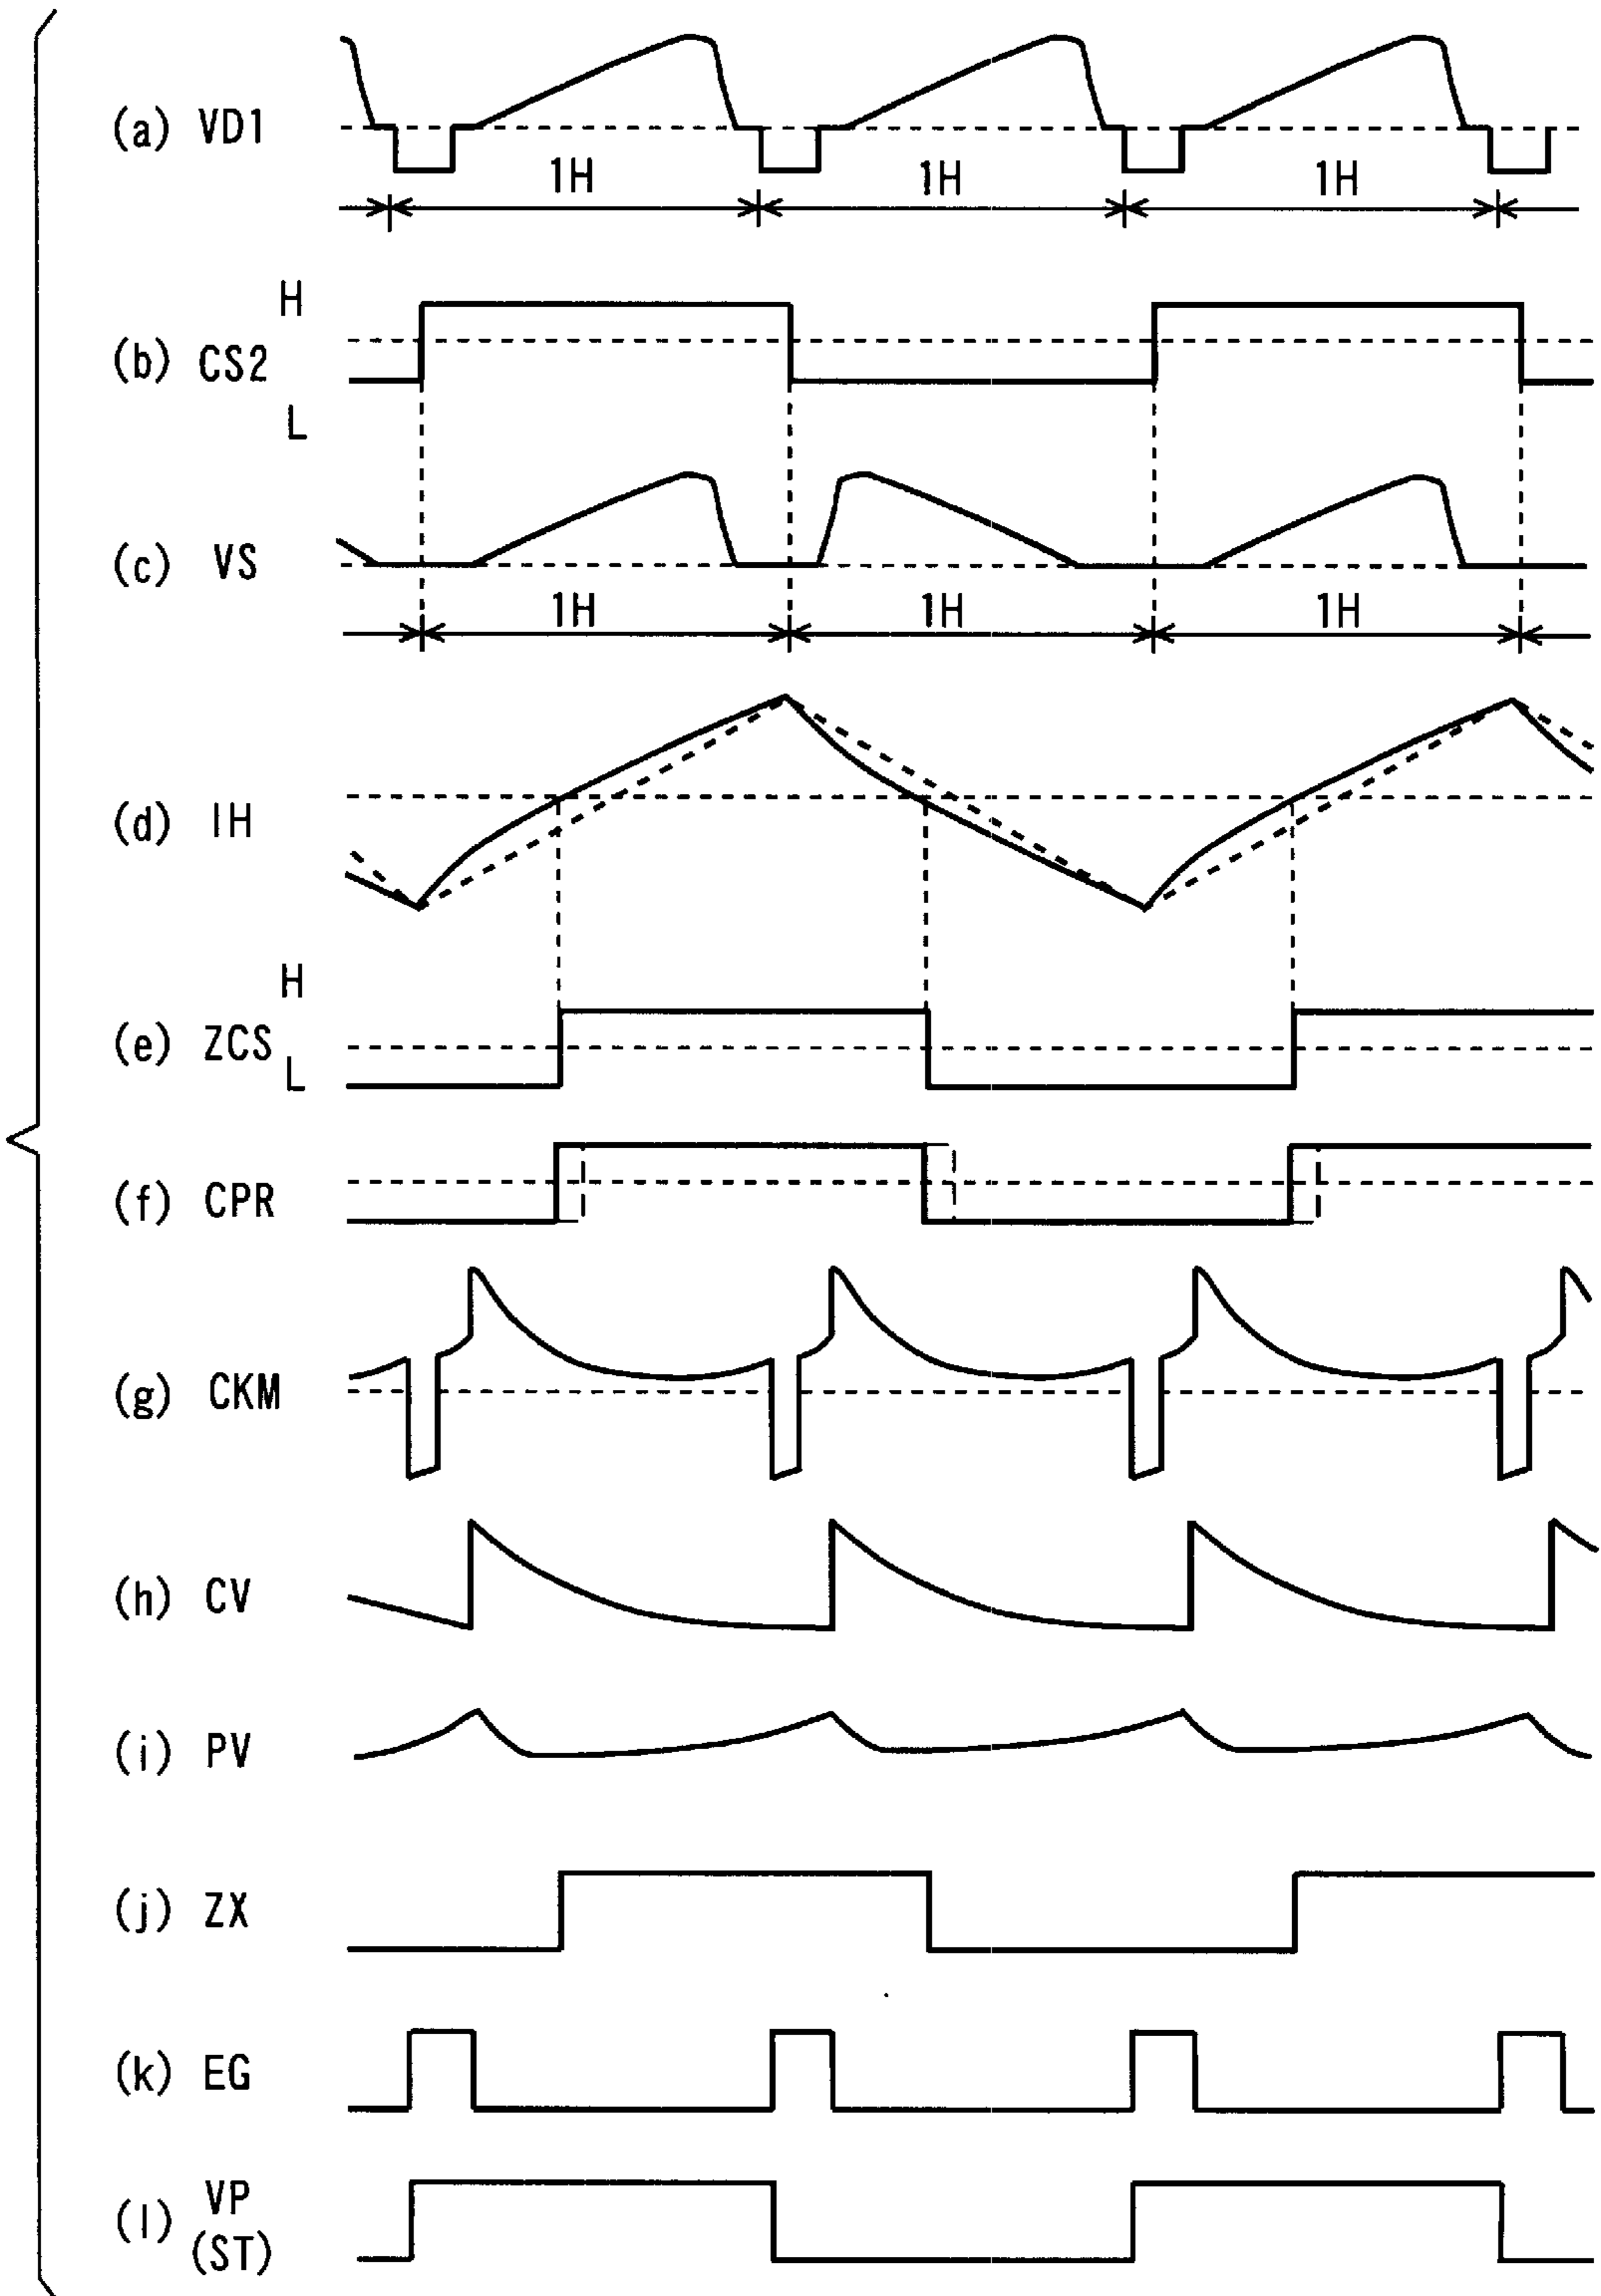 (a) VD1
1H 1H 1H
H
(b) CS2
L
(c) VS
1H 1H 1H
(d) IH
H
(e) ZCS
L
(f) CPR
(g) CKM
(h) CV
(i) PV
(j) ZX
(k) EG
(l) VP
(ST)